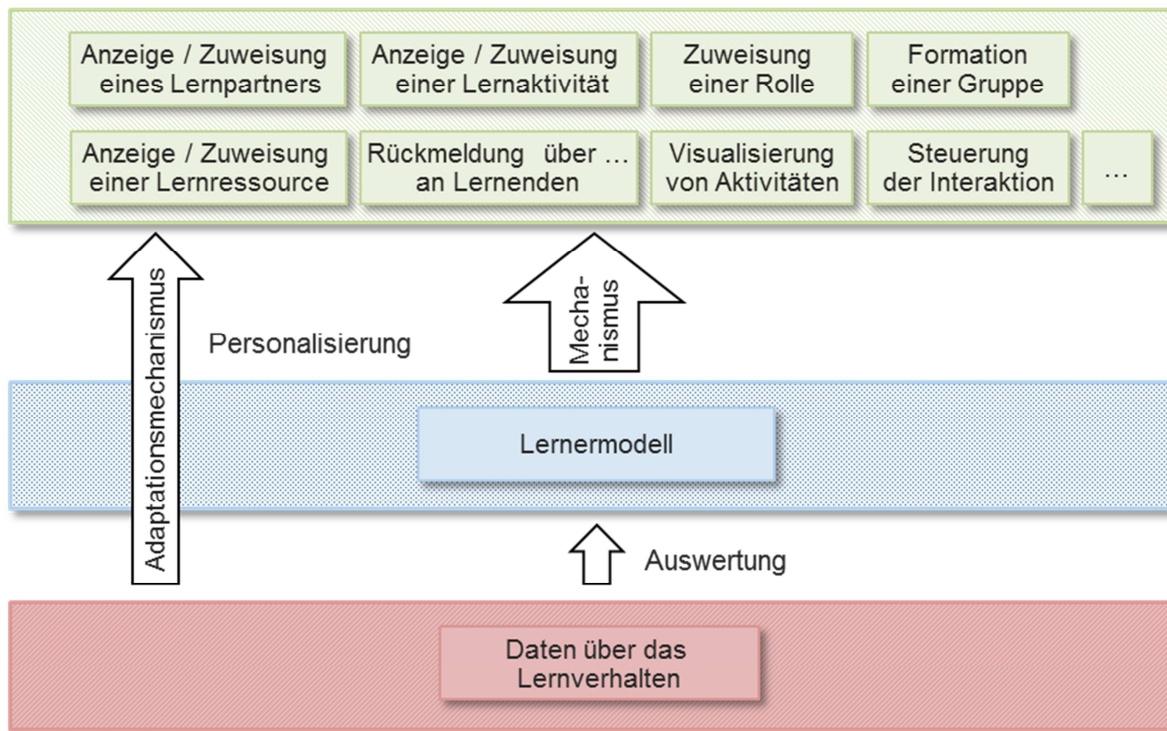 Anzeige / Zuweisung
eines Lernpartners
Anzeige / Zuweisung
einer Lernaktivität
Zuweisung
einer Rolle
Formation
einer Gruppe
Anzeige / Zuweisung
einer Lernressource
Rückmeldung über ...
an Lernenden
Visualisierung
von Aktivitäten
Steuerung
der Interaktion
...
Adaptationsmechanismus
Personalisierung
Mecha-
nismus
Lernermodell
Auswertung
Daten über das
Lernverhalten